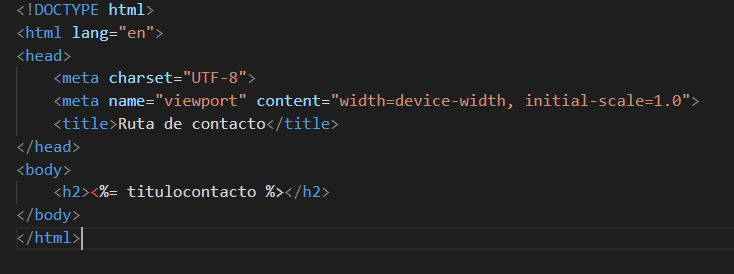 <!DOCTYPE html>
<html lang="en">
<head>
    <meta charset="UTF-8">
    <meta name="viewport" content="width=device-width, initial-scale=1.0">
    <title>Ruta de contacto</title>
</head>
<body>
    <h2><%= titulocontacto %></h2>
</body>
</html>